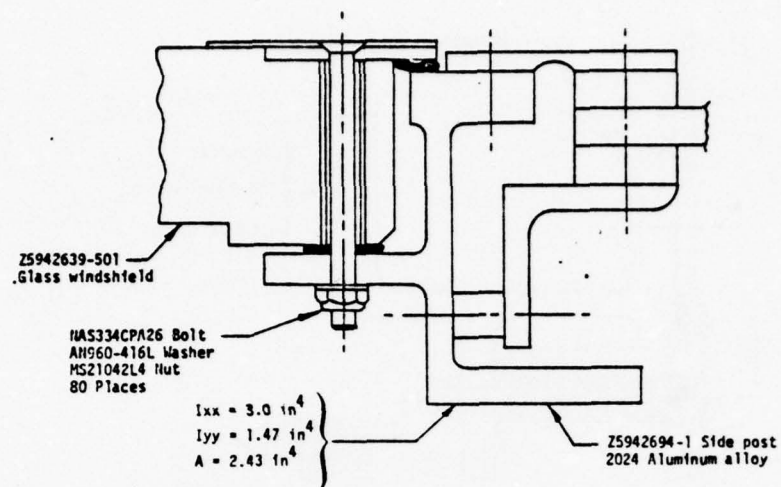 Z5942639-501
Glass windshield
NAS334CPA26 Bolt
AN960-416L Washer
MS21042L4 Nut
80 Places
Ixx = 3.0 in⁴
Iyy = 1.47 in⁴
A = 2.43 in⁴
Z5942694-1 Side post
2024 Aluminum alloy